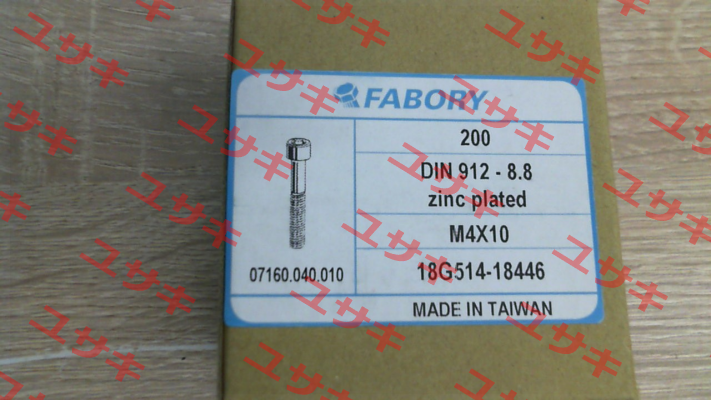 FABORY
200
DIN 912 - 8.8
zinc plated
M4X10
07160.040.010
18G514-18446
MADE IN TAIWAN
ユサキ